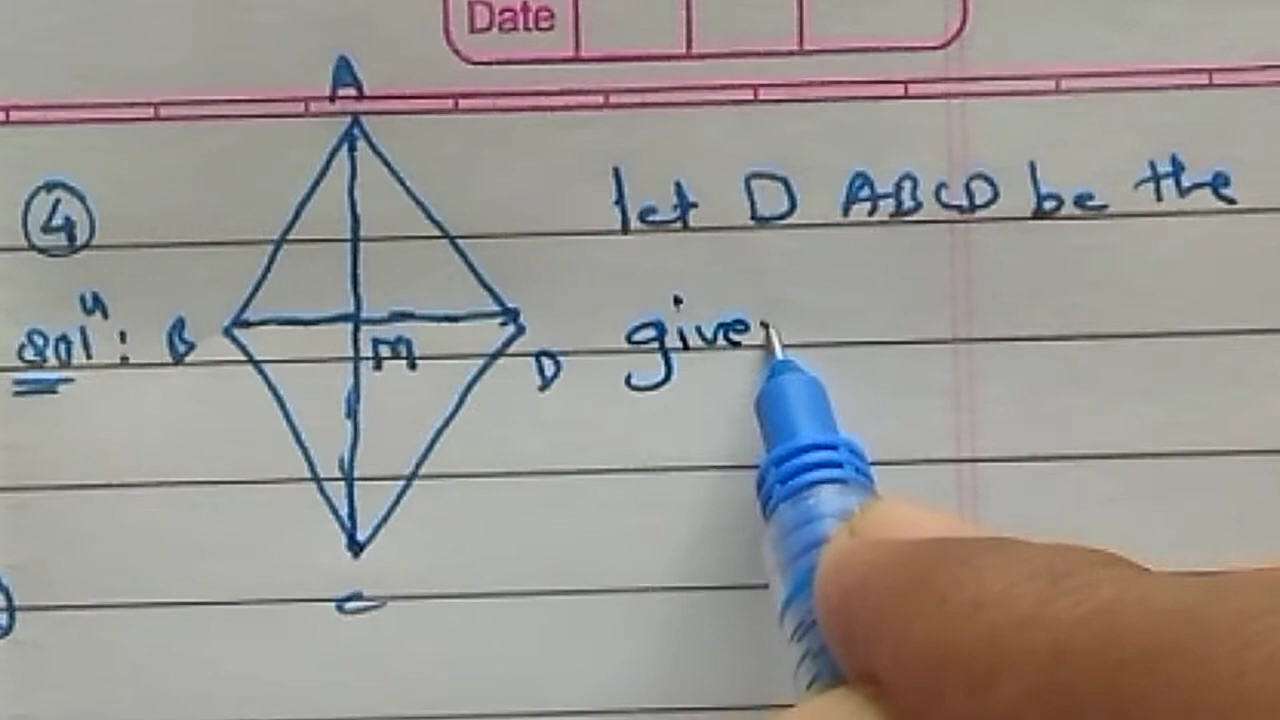 Date
A
④
let D ABCD be the
Solⁿ : B
M
D
give
C